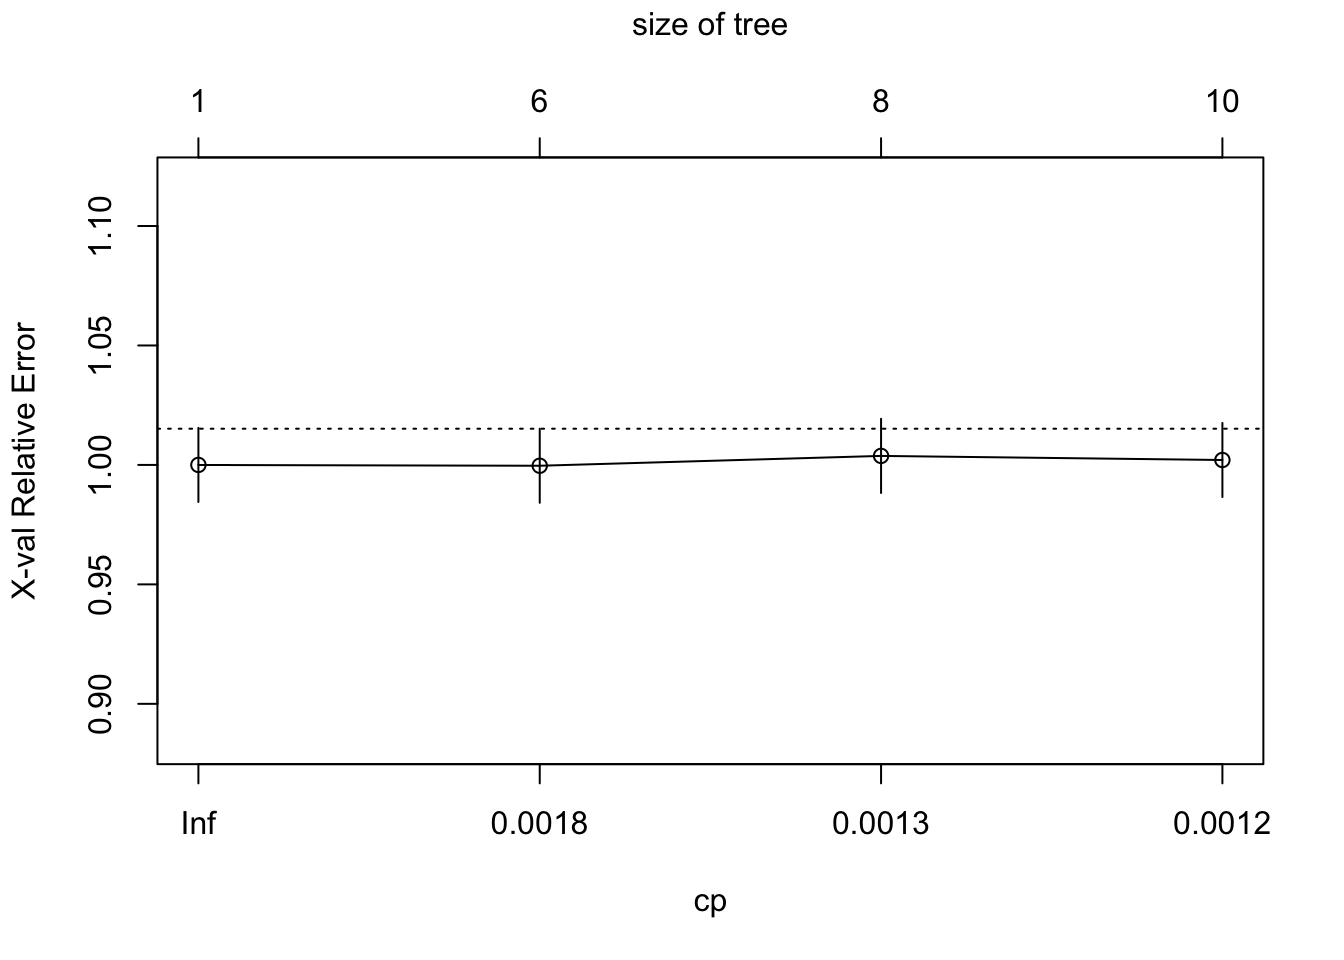 size of tree
1 6 8 10
X-val Relative Error
1.10
1.05
1.00
0.95
0.90
Inf 0.0018 0.0013 0.0012
cp